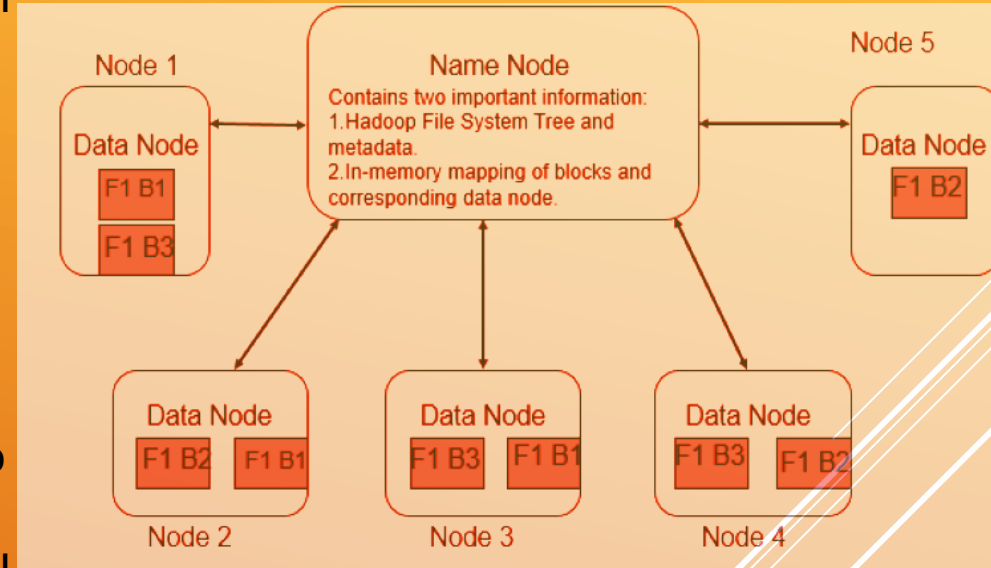 Node 1
Name Node
Node 5
Contains two important information:
1.Hadoop File System Tree and
metadata.
2.In-memory mapping of blocks and
corresponding data node.
Data Node
F1 B1
F1 B3
Data Node
F1 B2
Data Node
F1 B2 F1 B1
Node 2
Data Node
F1 B3 F1 B1
Node 3
Data Node
F1 B3 F1 B2
Node 4